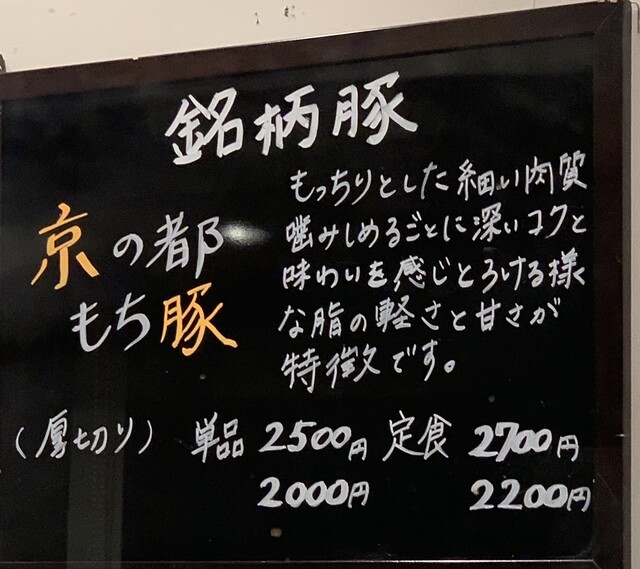 銘柄豚
京の都
もち豚
もっちりとした細い肉質
噛みしめるごとに深いコクと
味わいを感じとろける様
な脂の軽さと甘さが
特徴です。
(厚切り) 単品 2500円 定食 2700円
2000円 2200円